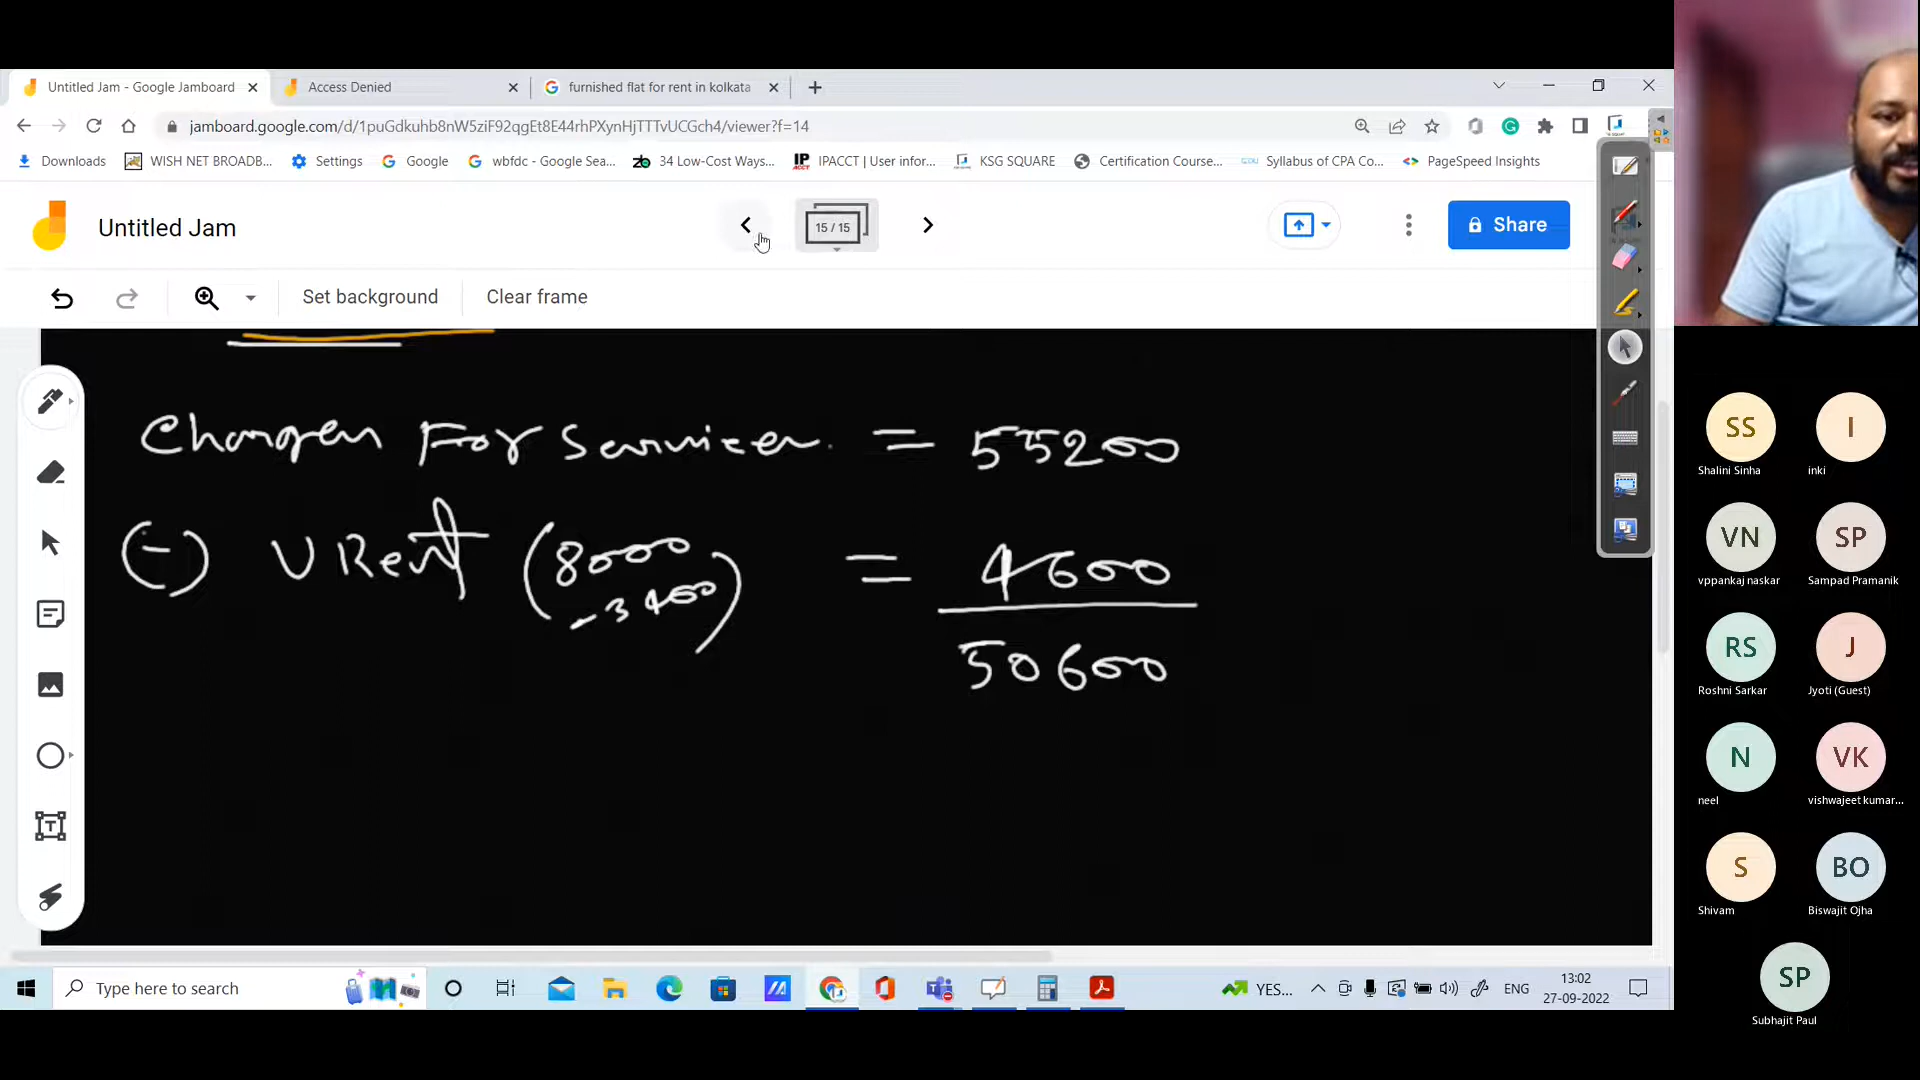 Untitled Jam - Google Jamboard
Access Denied
furnished flat for rent in kolkata
jamboard.google.com/d/1puGdkuhb8nW5ziF92qgEt8E44rhPXynHjTTTvUCGch4/viewer?f=14
Downloads WISH NET BROADB... Settings Google wbfdc - Google Sea... 34 Low-Cost Ways... IPACCT | User infor... KSG SQUARE Certification Course... Syllabus of CPA Co... PageSpeed Insights
Untitled Jam
15 / 15
Share
Set background Clear frame
Charges For Services. = 55200
(-) U Rent (8000 - 3400) = 4600
50600
SS I
Shalini Sinha inki
VN SP
vppankaj naskar Sampad Pramanik
RS J
Roshni Sarkar Jyoti (Guest)
N VK
neel vishwajeet kumar...
S BO
Shivam Biswajit Ojha
SP
Subhajit Paul
Type here to search
YES... ENG 13:02
27-09-2022